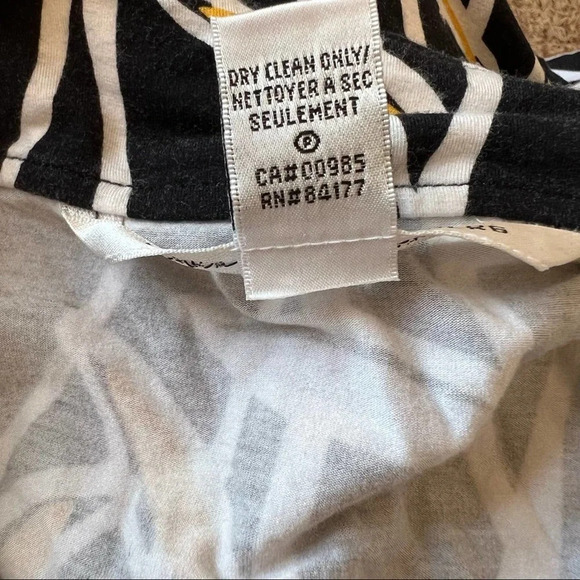 DRY CLEAN ONLY/
NETTOYER A SEC
SEULEMENT
P
CA#00985
RN#84177